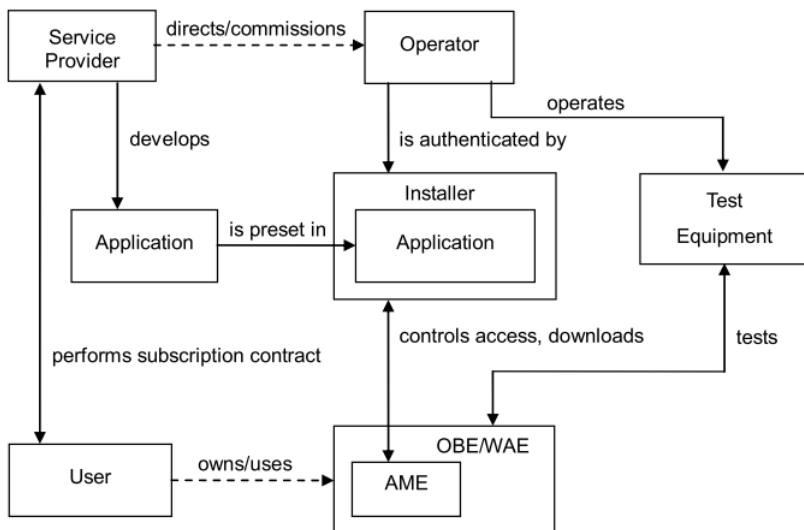 Service
Provider
directs/commissions
Operator
operates
develops
is authenticated by
Installer
Test
Equipment
Application
is preset in
Application
performs subscription contract
controls access, downloads
tests
OBE/WAE
User
owns/uses
AME